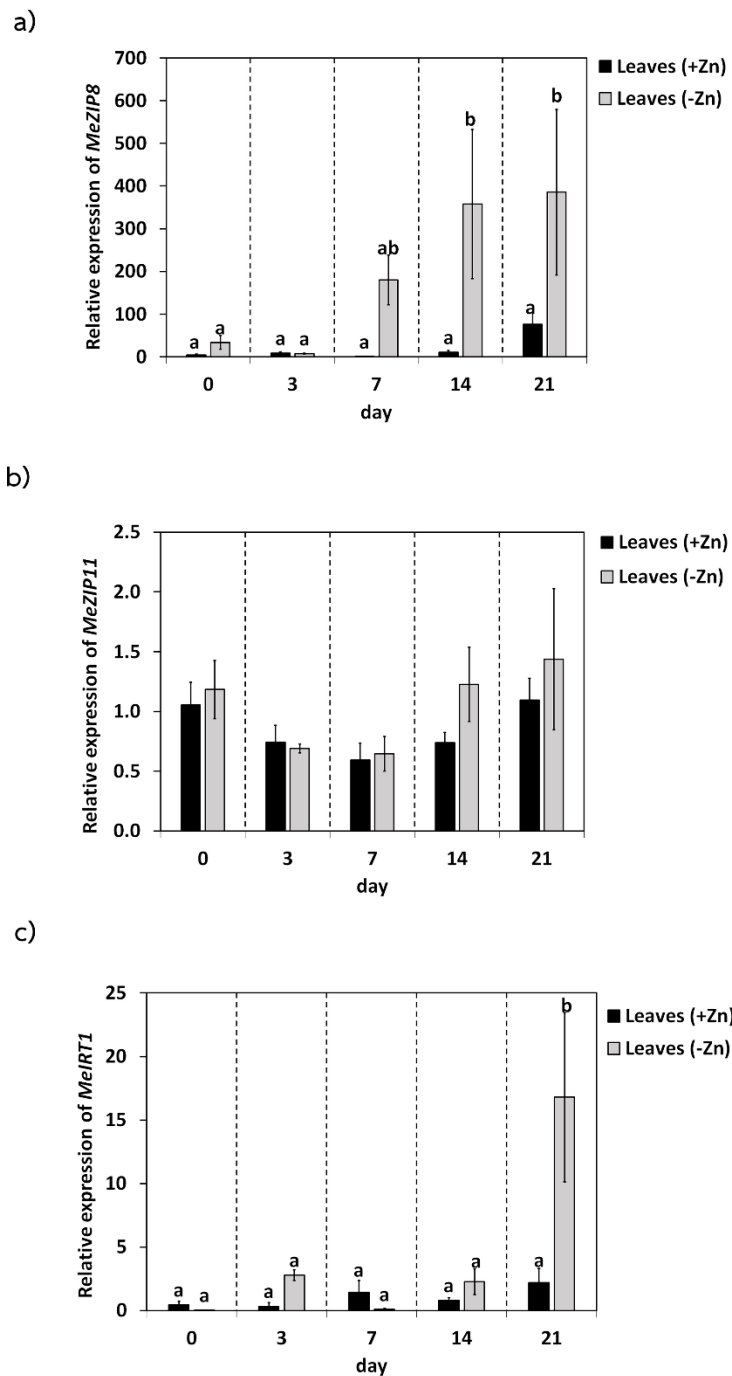 a)
Relative expression of MeZIP8
700
600
500
400
300
200
100
0
Leaves (+Zn)
Leaves (-Zn)
a a
a a
a ab
a b
a b
0 3 7 14 21
day
b)
Relative expression of MeZIP11
2.5
2.0
1.5
1.0
0.5
0.0
Leaves (+Zn)
Leaves (-Zn)
0 3 7 14 21
day
c)
Relative expression of MeIRT1
25
20
15
10
5
0
Leaves (+Zn)
Leaves (-Zn)
a a
a a
a a
a a
a b
0 3 7 14 21
day